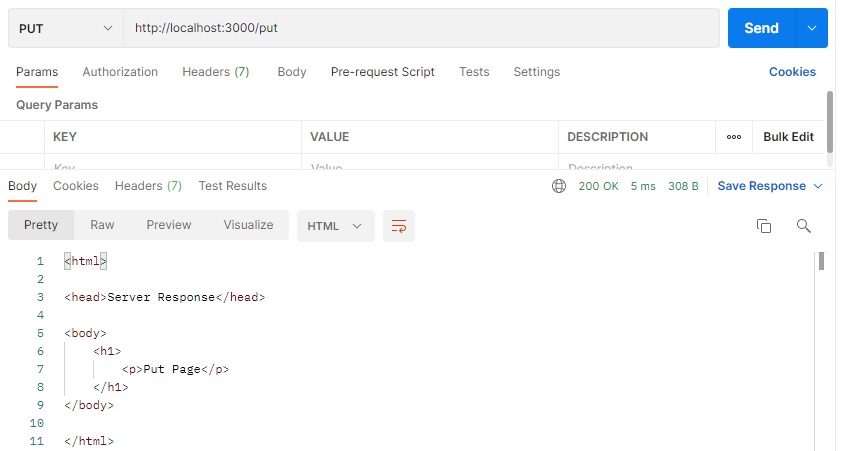 PUT http://localhost:3000/put Send
Params Authorization Headers (7) Body Pre-request Script Tests Settings Cookies
Query Params
KEY VALUE DESCRIPTION ooo Bulk Edit
Key Value Description
Body Cookies Headers (7) Test Results 200 OK 5 ms 308 B Save Response
Pretty Raw Preview Visualize HTML
1 <html>
2
3 <head>Server Response</head>
4
5 <body>
6 <h1>
7 <p>Put Page</p>
8 </h1>
9 </body>
10
11 </html>